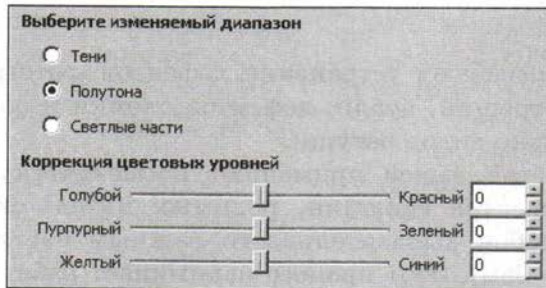 Выберите изменяемый диапазон
Тени
Полутона
Светлые части
Коррекция цветовых уровней
Голубой Красный 0
Пурпурный Зеленый 0
Желтый Синий 0